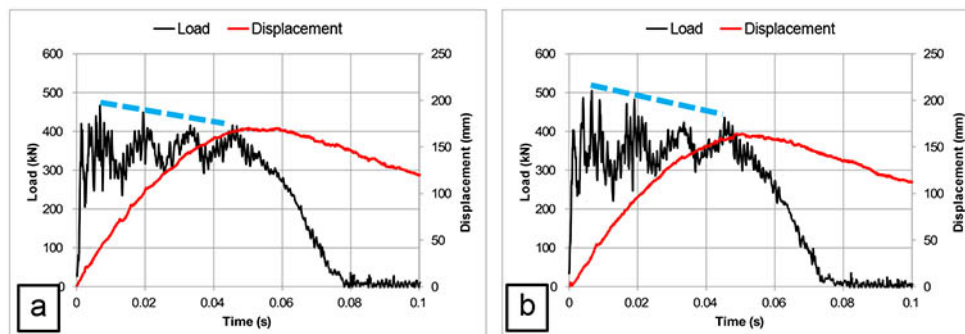 Load Displacement
600 250
500 200
400
150
300
100
200
100 50
0 0
0 0.02 0.04 0.06 0.08 0.1
Load (kN)
Displacement (mm)
Time (s)
a
Load Displacement
600 250
500 200
400
150
300
100
200
100 50
0 0
0 0.02 0.04 0.06 0.08 0.1
Load (kN)
Displacement (mm)
Time (s)
b